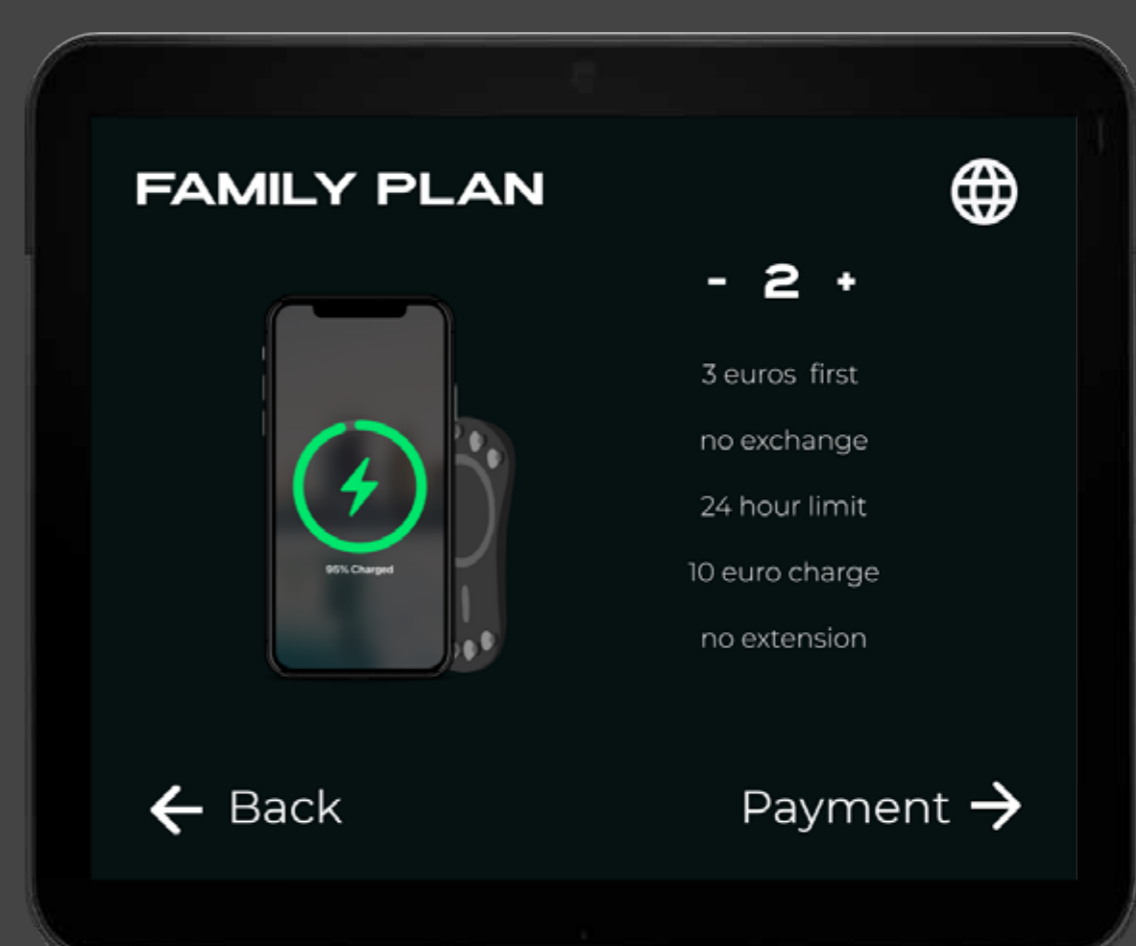 FAMILY PLAN
- 2 +
3 euros first
no exchange
24 hour limit
10 euro charge
no extension
95% Charged
Back
Payment